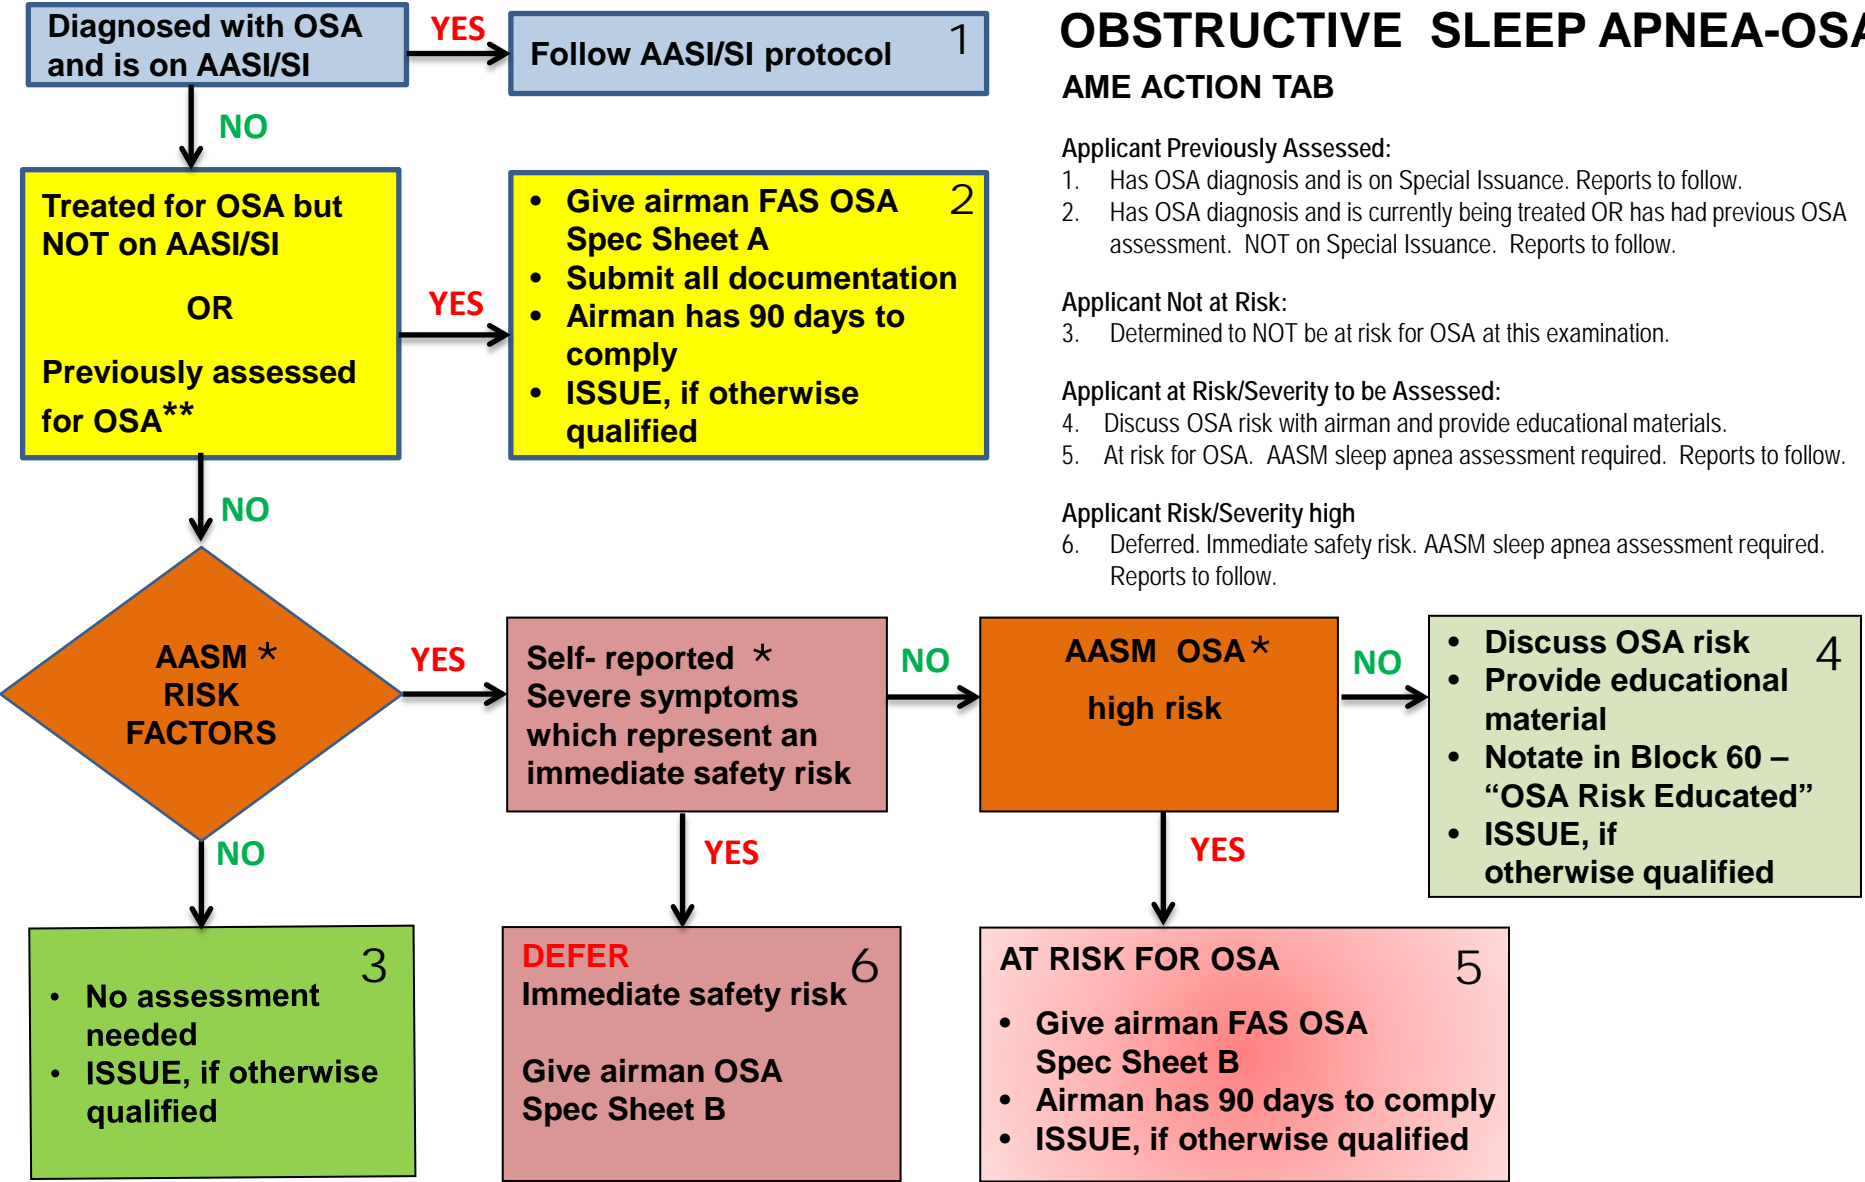 OBSTRUCTIVE SLEEP APNEA-OSA
AME ACTION TAB
Diagnosed with OSA
and is on AASI/SI
YES
Follow AASI/SI protocol
1
NO
Treated for OSA but
NOT on AASI/SI
OR
Previously assessed
for OSA**
YES
2
• Give airman FAS OSA
Spec Sheet A
• Submit all documentation
• Airman has 90 days to
comply
• ISSUE, if otherwise
qualified
Applicant Previously Assessed:
1. Has OSA diagnosis and is on Special Issuance. Reports to follow.
2. Has OSA diagnosis and is currently being treated OR has had previous OSA
assessment. NOT on Special Issuance. Reports to follow.
Applicant Not at Risk:
3. Determined to NOT be at risk for OSA at this examination.
Applicant at Risk/Severity to be Assessed:
4. Discuss OSA risk with airman and provide educational materials.
5. At risk for OSA. AASM sleep apnea assessment required. Reports to follow.
Applicant Risk/Severity high
6. Deferred. Immediate safety risk. AASM sleep apnea assessment required.
Reports to follow.
NO
AASM *
RISK
FACTORS
YES
Self- reported *
Severe symptoms
which represent an
immediate safety risk
NO
AASM OSA*
high risk
NO
4
• Discuss OSA risk
• Provide educational
material
• Notate in Block 60 –
“OSA Risk Educated”
• ISSUE, if
otherwise qualified
NO
YES
YES
3
• No assessment
needed
• ISSUE, if otherwise
qualified
DEFER
6
Immediate safety risk
Give airman OSA
Spec Sheet B
AT RISK FOR OSA
5
• Give airman FAS OSA
Spec Sheet B
• Airman has 90 days to comply
• ISSUE, if otherwise qualified